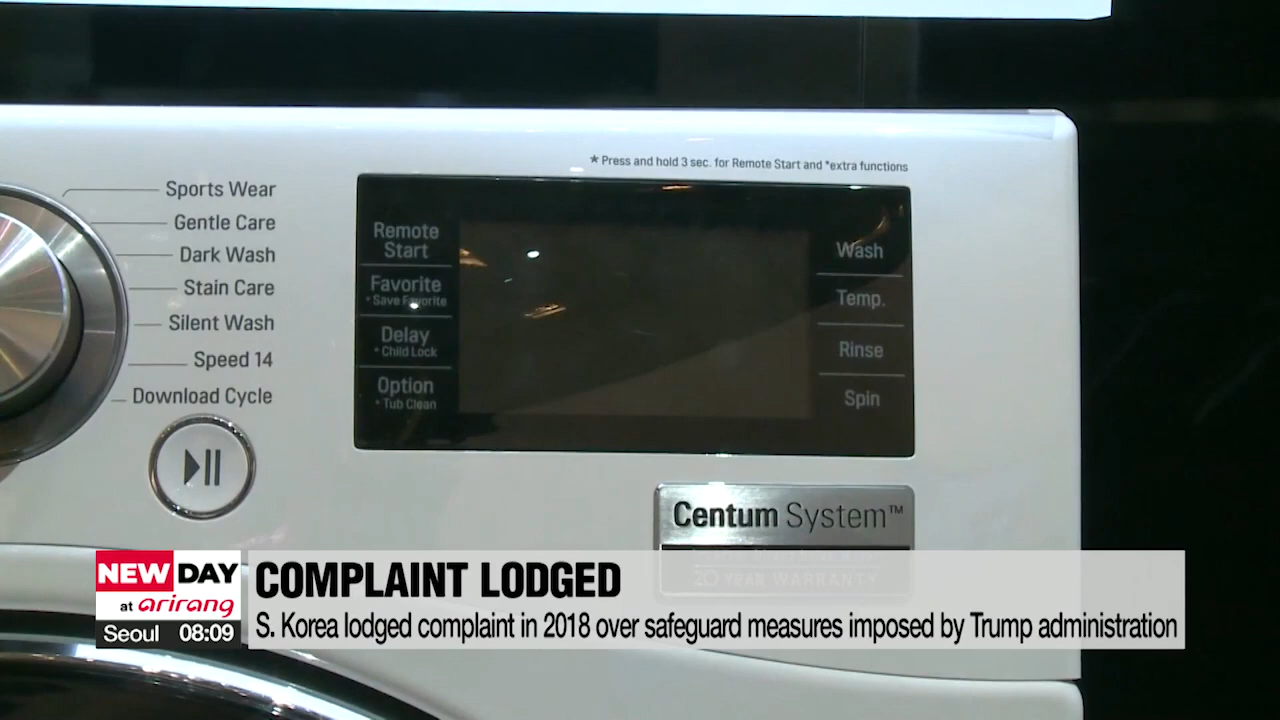 * Press and hold 3 sec. for Remote Start and *extra functions
Sports Wear
Gentle Care
Dark Wash
Stain Care
Silent Wash
Speed 14
Download Cycle
Remote
Start
Favorite
* Save Favorite
Delay
* Child Lock
Option
* Tub Clean
Wash
Temp.
Rinse
Spin
Centum System™
20 YEAR WARRANTY
NEW DAY
at arirang
Seoul 08:09
COMPLAINT LODGED
S. Korea lodged complaint in 2018 over safeguard measures imposed by Trump administration